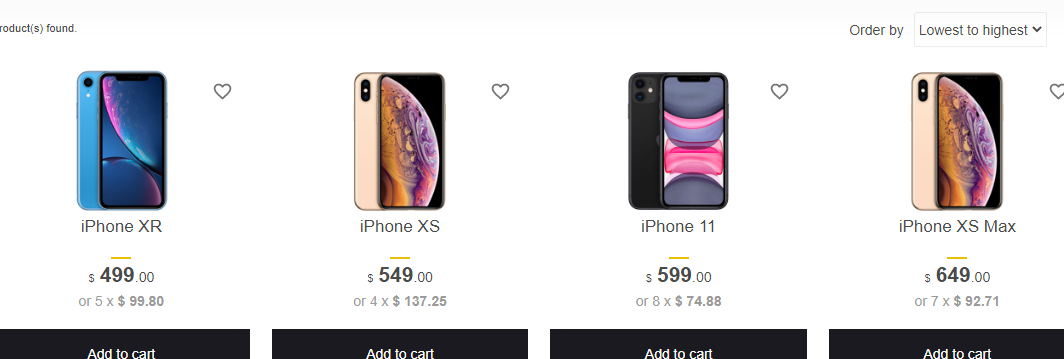 roduct(s) found.
Order by Lowest to highest
iPhone XR
$ 499.00
or 5 x $ 99.80
Add to cart
iPhone XS
$ 549.00
or 4 x $ 137.25
Add to cart
iPhone 11
$ 599.00
or 8 x $ 74.88
Add to cart
iPhone XS Max
$ 649.00
or 7 x $ 92.71
Add to cart